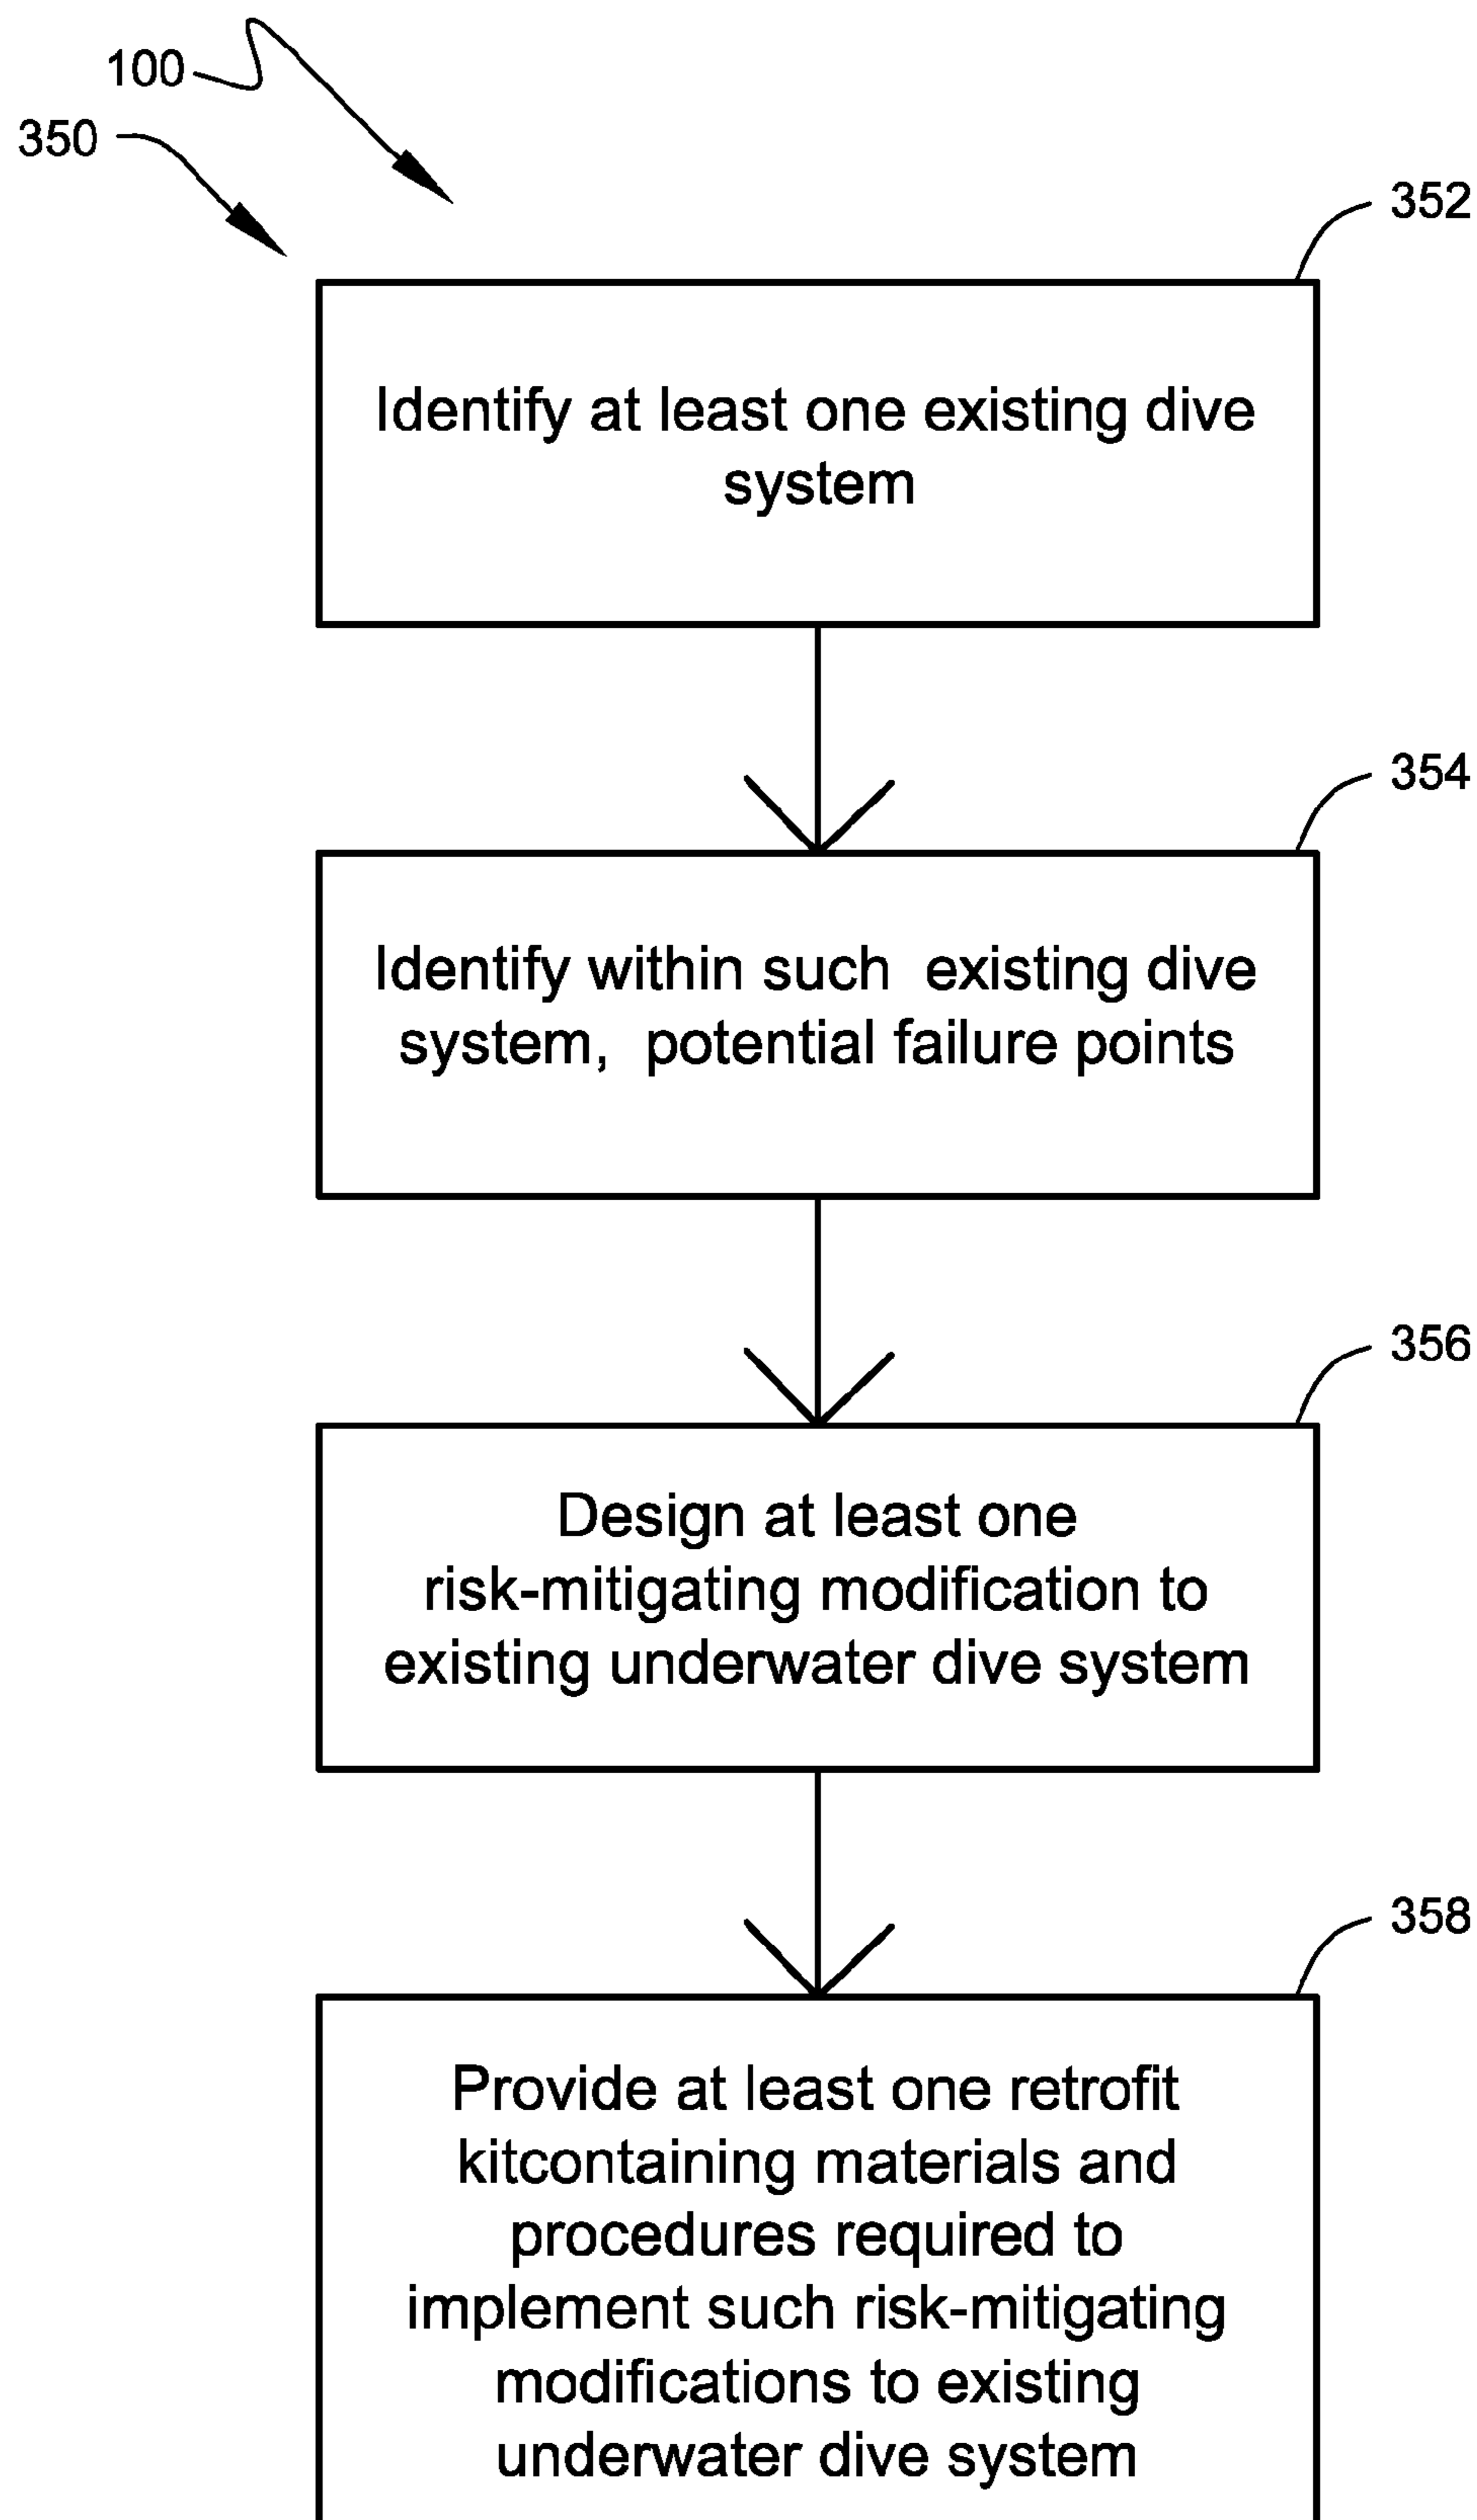 100
350
352
Identify at least one existing dive
system
354
Identify within such existing dive
system, potential failure points
356
Design at least one
risk-mitigating modification to
existing underwater dive system
358
Provide at least one retrofit
kitcontaining materials and
procedures required to
implement such risk-mitigating
modifications to existing
underwater dive system